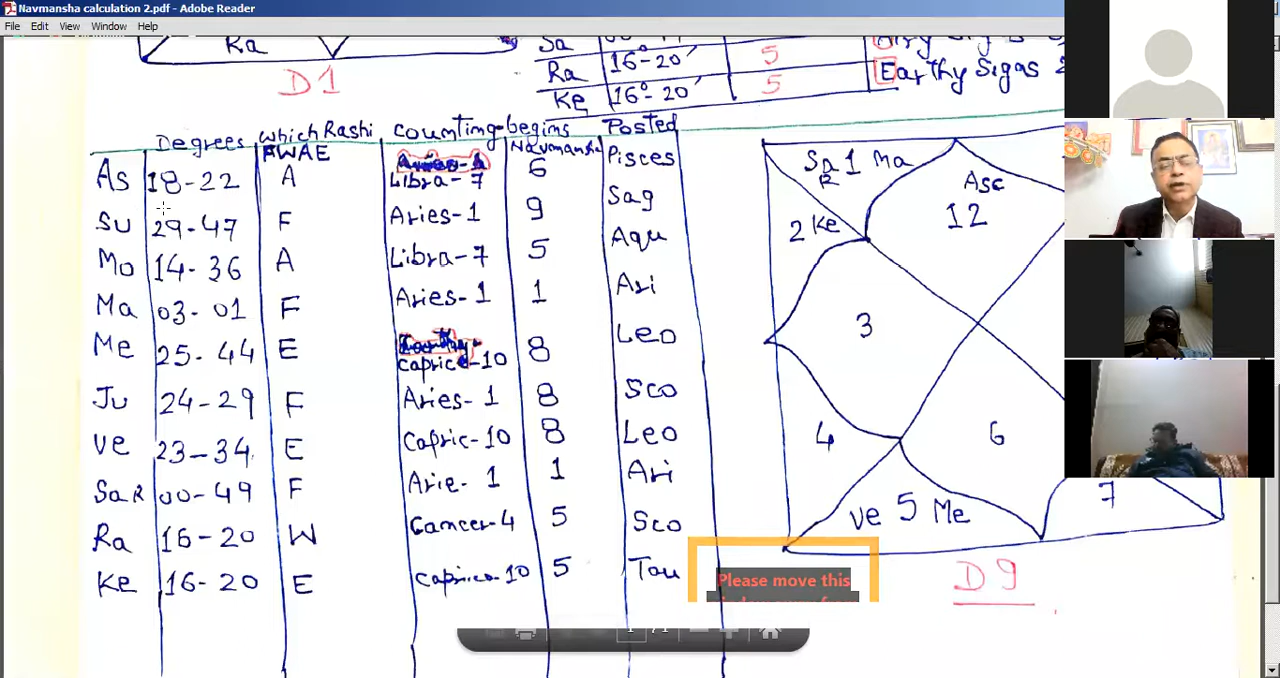 Navmansha calculation 2.pdf - Adobe Reader
File Edit View Window Help
Ka
D1
Sa
Ra 16°-20' 5
Ke 16°-20' 5
Airy Signs
Earthy Signs 2
Degrees which Rashi counting-begins Navmansha Posted
FWAE
As 18-22 A Libra-7 6 Pisces
Su 29-47 F Aries-1 9 Sag
Mo 14-36 A Libra-7 5 Aqu
Ma 03-01 F Aries-1 1 Ari
Me 25-44 E Capric-10 8 Leo
Ju 24-29 F Aries-1 8 Sco
Ve 23-34 E Capric-10 8 Leo
SaR 00-49 F Arie-1 1 Ari
Ra 16-20 W Cancer-4 5 Sco
Ke 16-20 E Caprico-10 5 Tau
Sa 1 Ma
R
Asc
12
2 Ke
3
4
6
7
Ve 5 Me
D9
Please move this